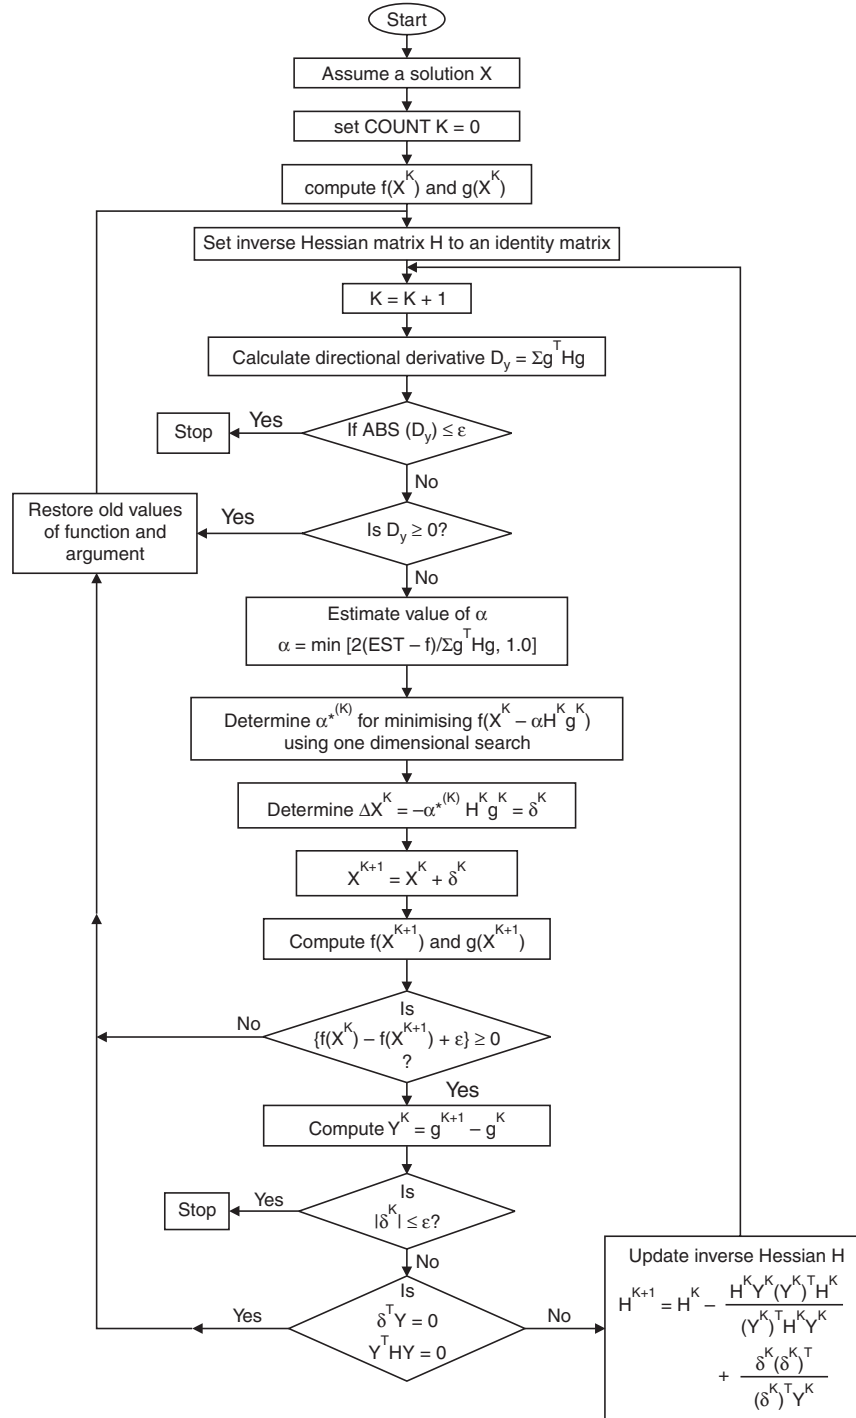 Start
Assume a solution X
set COUNT K = 0
compute f(X^K) and g(X^K)
Set inverse Hessian matrix H to an identity matrix
K = K + 1
Calculate directional derivative D_y = Σg^T Hg
Yes
Stop
If ABS (D_y) ≤ ε
No
Restore old values
of function and
argument
Yes
Is D_y ≥ 0?
No
Estimate value of α
α = min [2(EST – f)/Σg^T Hg, 1.0]
Determine α*^(K) for minimising f(X^K – αH^K g^K)
using one dimensional search
Determine ΔX^K = –α*^(K) H^K g^K = δ^K
X^K+1 = X^K + δ^K
Compute f(X^K+1) and g(X^K+1)
No
Is
{f(X^K) – f(X^K+1) + ε} ≥ 0
?
Yes
Compute Y^K = g^K+1 – g^K
Stop
Yes
Is
|δ^K| ≤ ε?
No
Yes
Is
δ^T Y = 0
Y^T HY = 0
No
Update inverse Hessian H
H^K+1 = H^K – H^K Y^K (Y^K)^T H^K / (Y^K)^T H^K Y^K
+ δ^K (δ^K)^T / (δ^K)^T Y^K